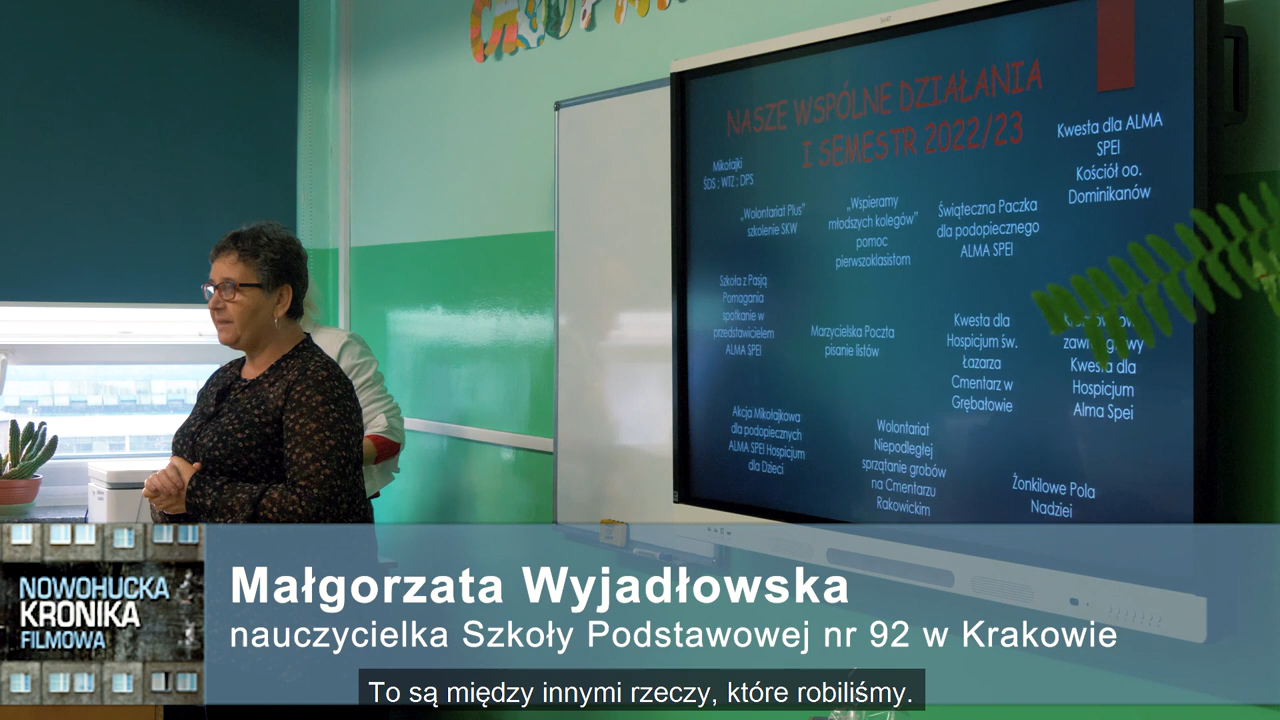 NASZE WSPÓLNE DZIAŁANIA
I SEMESTR 2022/23
Mikołajki
ŚDS ; WTZ ; DPS
„Wolontariat Plus”
szkolenie SKW
„Wspieramy
młodszych kolegów”
pomoc
pierwszoklasistom
Świąteczna Paczka
dla podopiecznego
ALMA SPEI
Kwesta dla ALMA
SPEI
Kościół oo.
Dominikanów
Szkoła z Pasją
Pomagania
spotkanie w
przedstawicielem
ALMA SPEI
Marzycielska Poczta
pisanie listów
Kwesta dla
Hospicjum św.
Łazarza
Cmentarz w
Grębałowie
Kwesta dla
Hospicjum
Alma Spei
Akcja Mikołajkowa
dla podopiecznych
ALMA SPEI Hospicjum
dla Dzieci
Wolontariat
Niepodległej
sprzątanie grobów
na Cmentarzu
Rakowickim
Żonkilowe Pola
Nadziei
NOWOHUCKA
KRONIKA
FILMOWA
Małgorzata Wyjadłowska
nauczycielka Szkoły Podstawowej nr 92 w Krakowie
To są między innymi rzeczy, które robiliśmy.